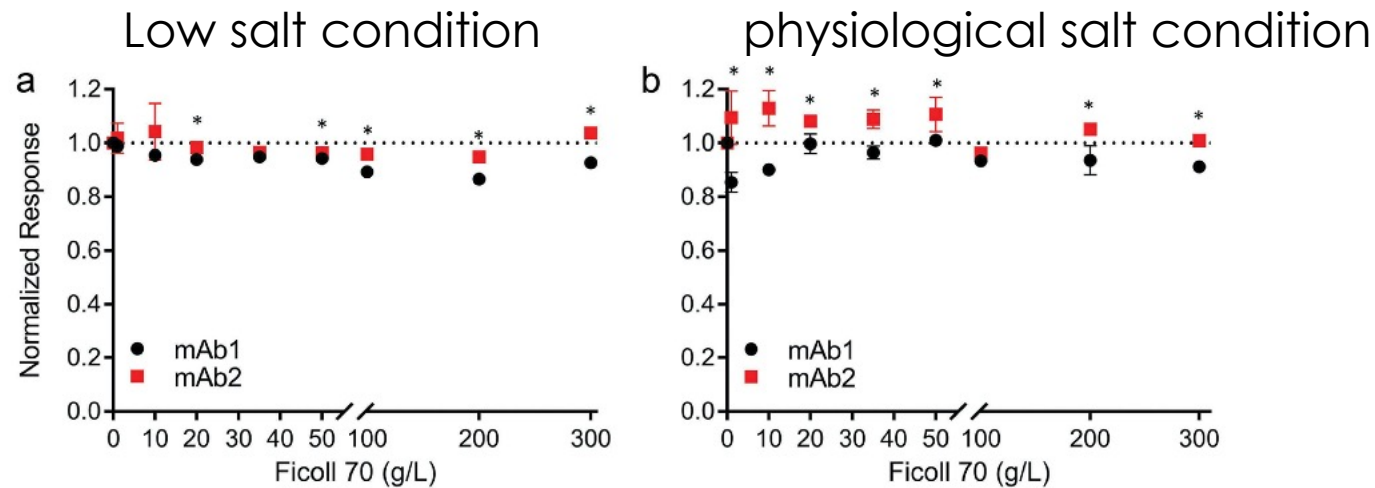 Low salt condition
physiological salt condition
a
b
* * * * *
* * * * * * *
Normalized Response
1.2
1.0
0.8
0.6
0.4
0.2
0.0
mAb1
mAb2
0 10 20 30 40 50 100 200 300
Ficoll 70 (g/L)
1.2
1.0
0.8
0.6
0.4
0.2
0.0
mAb1
mAb2
0 10 20 30 40 50 100 200 300
Ficoll 70 (g/L)